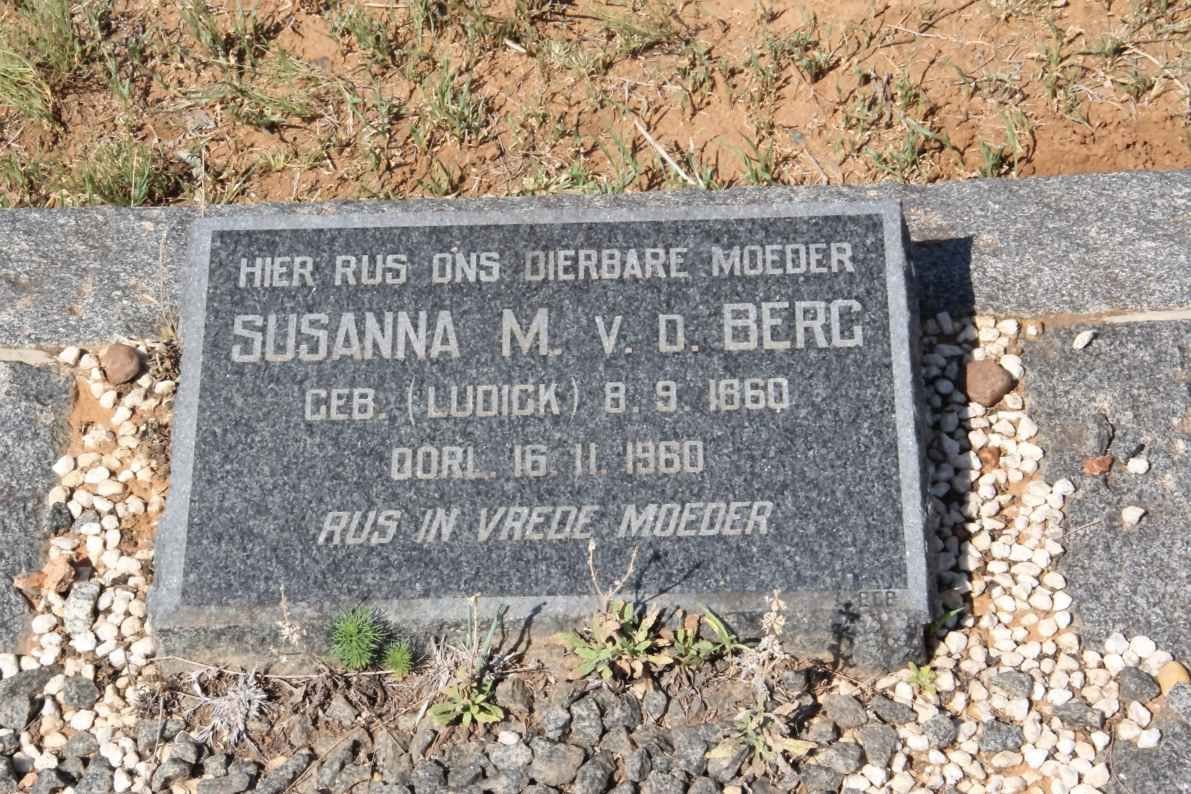 HIER RUS ONS DIERBARE MOEDER
SUSANNA M. V. D. BERG
GEB. (LUDICK) 8. 9.
OORL. 16. 11. 1960
RUS IN VREDE MOEDER